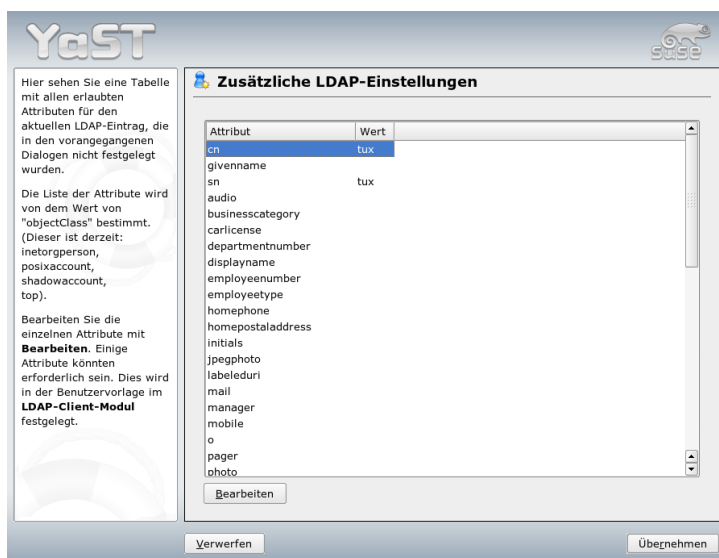 YaST
SUSE
Hier sehen Sie eine Tabelle
mit allen erlaubten
Attributen für den
aktuellen LDAP-Eintrag, die
in den vorangegangenen
Dialogen nicht festgelegt
wurden.
Die Liste der Attribute wird
von dem Wert von
"objectClass" bestimmt.
(Dieser ist derzeit:
inetorgperson,
posixaccount,
shadowaccount,
top).
Bearbeiten Sie die
einzelnen Attribute mit
Bearbeiten. Einige
Attribute könnten
erforderlich sein. Dies wird
in der Benutzervorlage im
LDAP-Client-Modul
festgelegt.
Zusätzliche LDAP-Einstellungen
Attribut Wert
cn tux
givenname
sn tux
audio
businesscategory
carlicense
departmentnumber
displayname
employeenumber
employeetype
homephone
homepostaladdress
initials
jpegphoto
labeleduri
mail
manager
mobile
o
pager
photo
Bearbeiten
Verwerfen Übernehmen